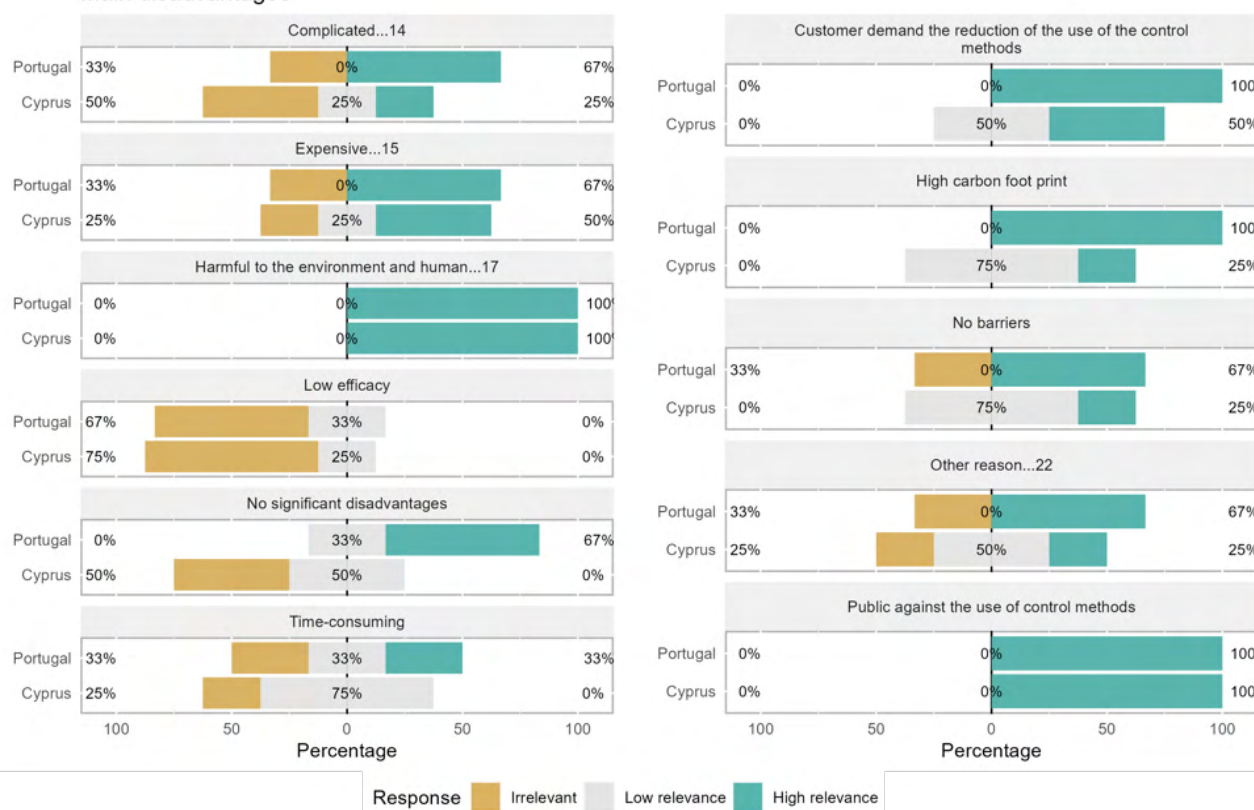 Complicated...14
Portugal 33% 0% 67%
Cyprus 50% 25% 25%
Expensive...15
Portugal 33% 0% 67%
Cyprus 25% 25% 50%
Harmful to the environment and human...17
Portugal 0% 0% 100%
Cyprus 0% 0% 100%
Low efficacy
Portugal 67% 33% 0%
Cyprus 75% 25% 0%
No significant disadvantages
Portugal 0% 33% 67%
Cyprus 50% 50% 0%
Time-consuming
Portugal 33% 33% 33%
Cyprus 25% 75% 0%
100 50 0 50 100
Percentage
Customer demand the reduction of the use of the control
methods
Portugal 0% 0% 100
Cyprus 0% 50% 50%
High carbon foot print
Portugal 0% 0% 100
Cyprus 0% 75% 25%
No barriers
Portugal 33% 0% 67%
Cyprus 0% 75% 25%
Other reason...22
Portugal 33% 0% 67%
Cyprus 25% 50% 25%
Public against the use of control methods
Portugal 0% 0% 100
Cyprus 0% 0% 100
100 50 0 50 100
Percentage
Response Irrelevant Low relevance High relevance